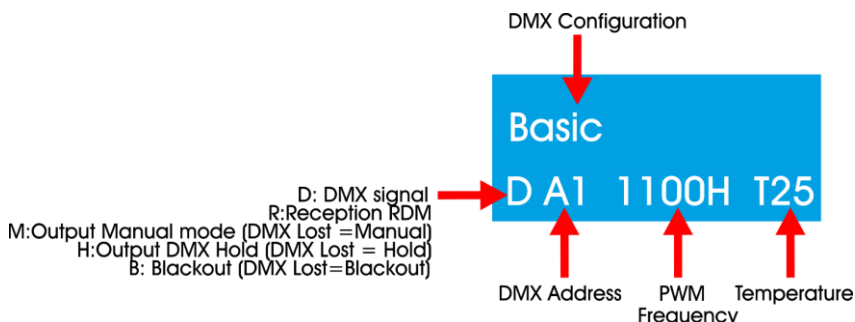 DMX Configuration
Basic
D A1 1100H T25
D: DMX signal
R:Reception RDM
M:Output Manual mode (DMX Lost =Manual)
H:Output DMX Hold (DMX Lost = Hold)
B: Blackout (DMX Lost=Blackout)
DMX Address
PWM
Frequency
Temperature